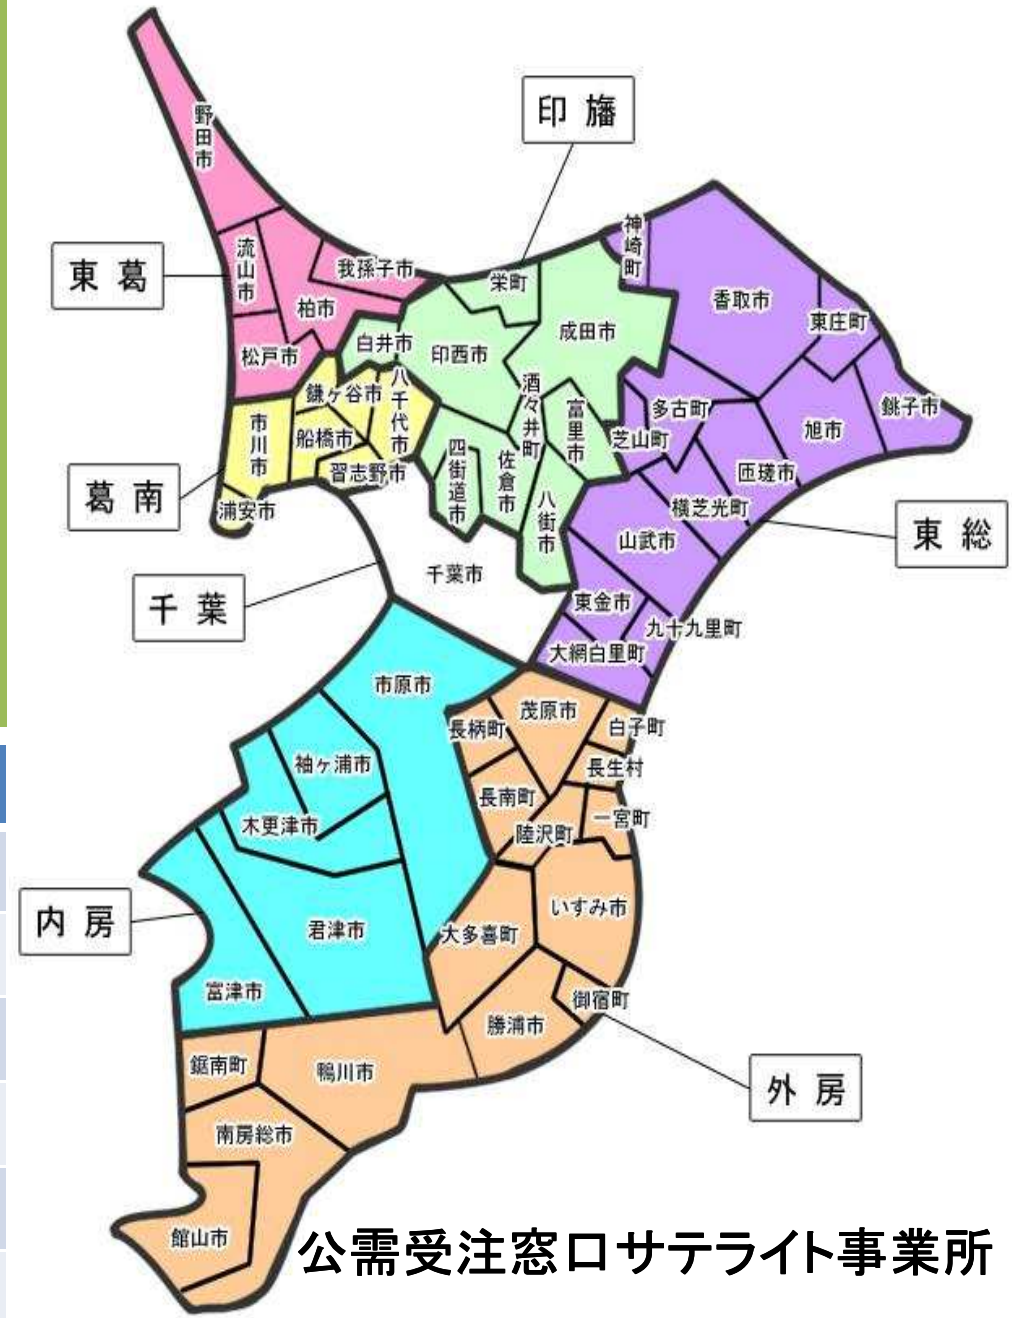 野田市
印旛
東葛
流山市
我孫子市
柏市
松戸市
栄町
神崎町
白井市
印西市
成田市
香取市
東庄町
銚子市
旭市
匝瑳市
多古町
芝山町
横芝光町
富里市
酒々井町
八千代市
鎌ヶ谷市
船橋市
市川市
習志野市
浦安市
葛南
四街道市
佐倉市
八街市
東総
山武市
東金市
九十九里町
大網白里町
千葉市
千葉
市原市
袖ヶ浦市
木更津市
君津市
富津市
内房
茂原市
長柄町
白子町
長生村
長南町
一宮町
陸沢町
いすみ市
大多喜町
御宿町
勝浦市
外房
鋸南町
鴨川市
南房総市
館山市
公需受注窓口サテライト事業所